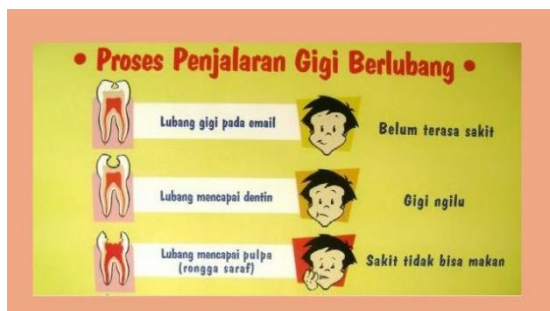 • Proses Penjalaran Gigi Berlubang •
Lubang gigi pada email
Belum terasa sakit
Lubang mencapai dentin
Gigi ngilu
Lubang mencapai pulpa
(rongga saraf)
Sakit tidak bisa makan